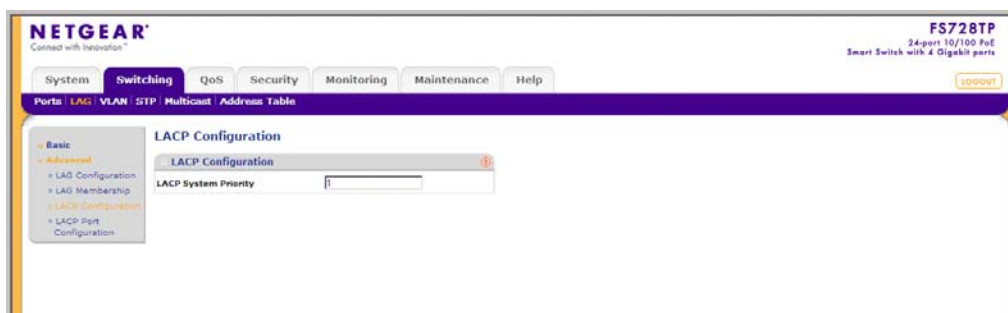 NETGEAR
Connect with Innovation™
FS728TP
24-port 10/100 PoE
Smart Switch with 4 Gigabit ports
System Switching QoS Security Monitoring Maintenance Help
LOGOUT
Ports LAG VLAN STP Multicast Address Table
Basic
Advanced
LAG Configuration
LAG Membership
LACP Configuration
LACP Port
Configuration
LACP Configuration
LACP Configuration
LACP System Priority 1